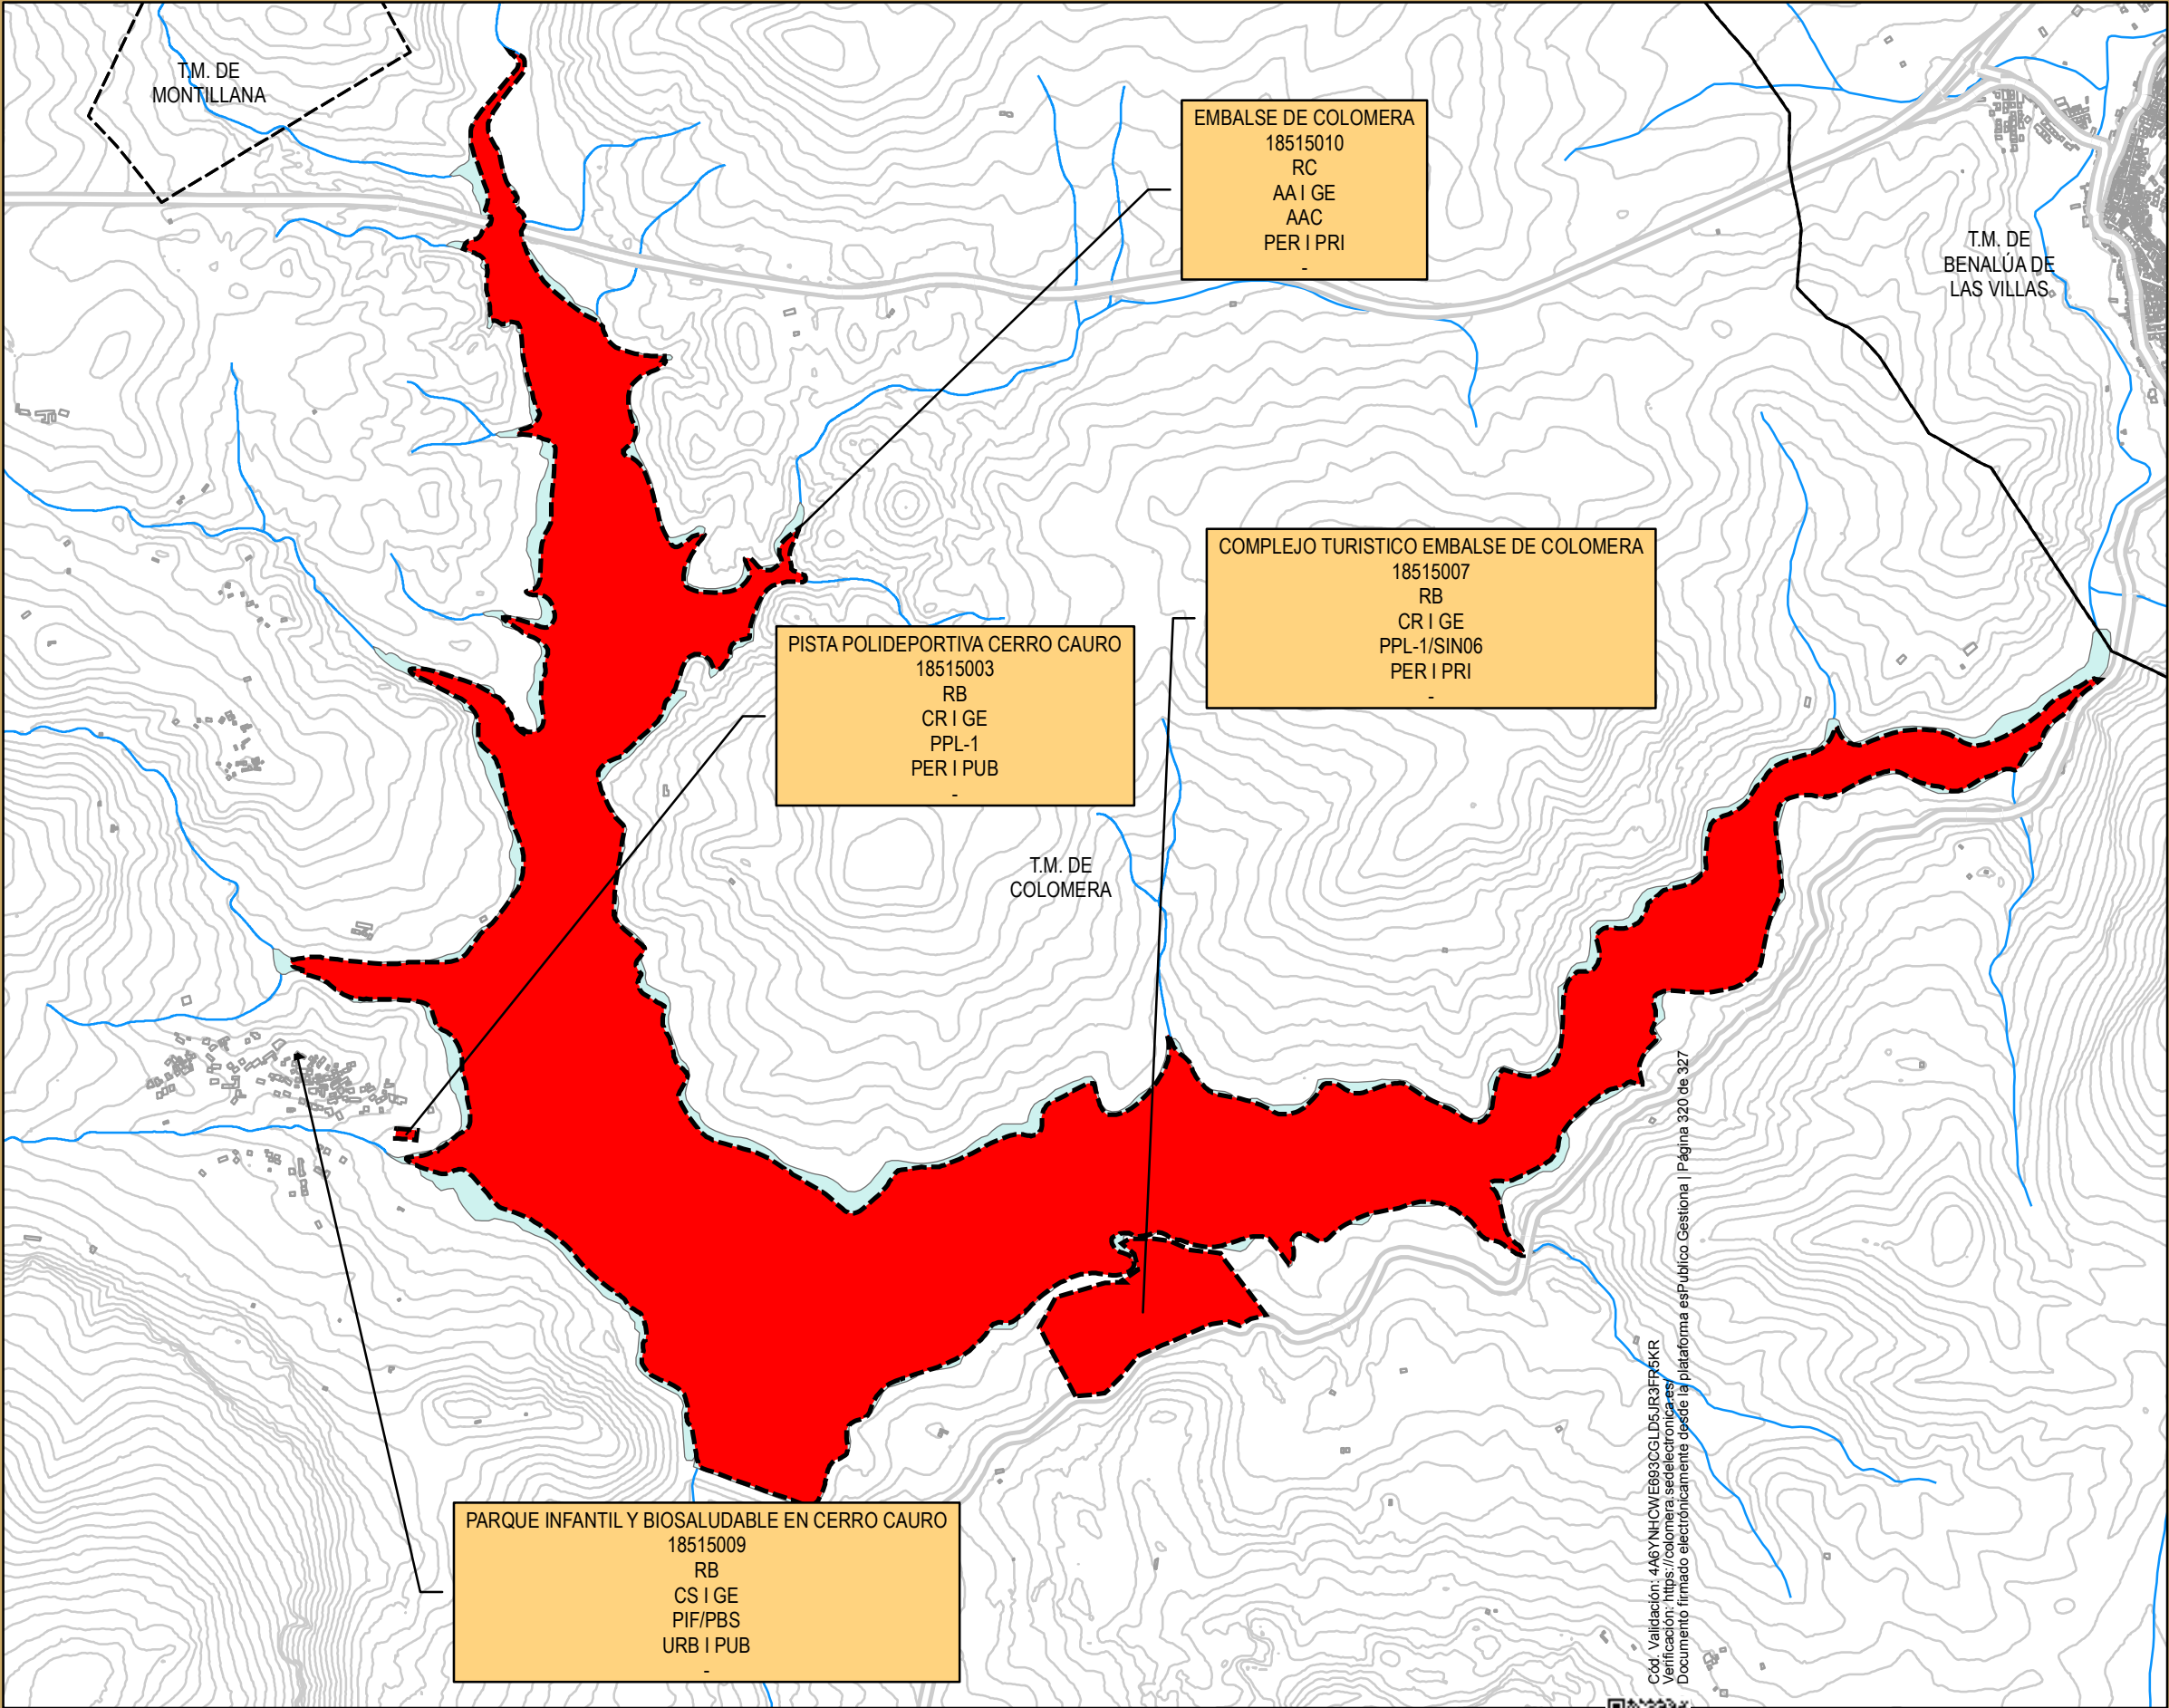 T.M. DE
MONTILLANA
EMBALSE DE COLOMERA
18515010
RC
AA I GE
AAC
PER I PRI
-
T.M. DE
BENALÚA DE
LAS VILLAS
COMPLEJO TURISTICO EMBALSE DE COLOMERA
18515007
RB
CR I GE
PPL-1/SIN06
PER I PRI
-
PISTA POLIDEPORTIVA CERRO CAURO
18515003
RB
CR I GE
PPL-1
PER I PUB
-
T.M. DE
COLOMERA
PARQUE INFANTIL Y BIOSALUDABLE EN CERRO CAURO
18515009
RB
CS I GE
PIF/PBS
URB I PUB
-
Cód. Validación: 4A6YNHCWE693CGLD5JR3FR5KR
Verificación: https://colomera.sedelectronica.es/
Documento firmado electrónicamente desde la plataforma esPublico Gestiona | Página 320 de 327